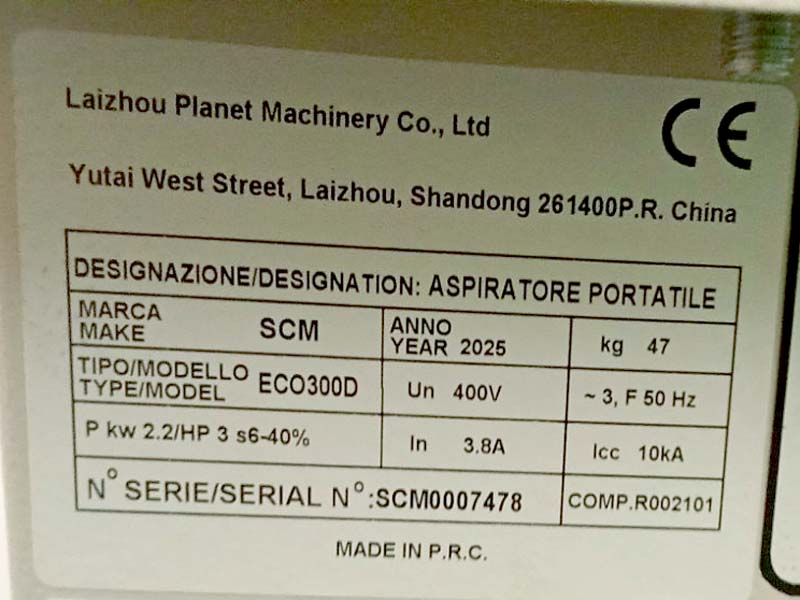 Laizhou Planet Machinery Co., Ltd
CE
Yutai West Street, Laizhou, Shandong 261400P.R. China
DESIGNAZIONE/DESIGNATION: ASPIRATORE PORTATILE
MARCA
MAKE
SCM
ANNO
YEAR 2025
kg 47
TIPO/MODELLO
TYPE/MODEL
ECO300D
Un 400V
~ 3, F 50 Hz
P kw 2.2/HP 3 s6-40%
In 3.8A
Icc 10kA
N° SERIE/SERIAL N°:SCM0007478
COMP.R002101
MADE IN P.R.C.